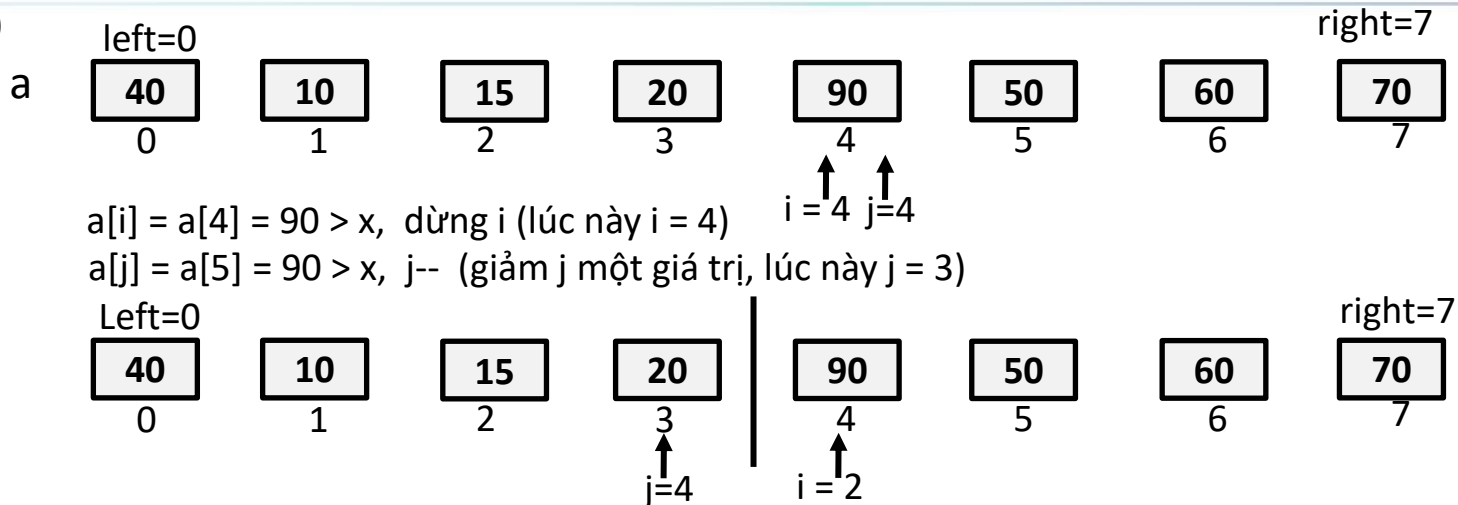 )
left=0 right=7
a 40 10 15 20 90 50 60 70
0 1 2 3 4 5 6 7
i = 4 j=4
a[i] = a[4] = 90 > x, dừng i (lúc này i = 4)
a[j] = a[5] = 90 > x, j-- (giảm j một giá trị, lúc này j = 3)
Left=0 right=7
40 10 15 20 90 50 60 70
0 1 2 3 4 5 6 7
j=4 i = 2